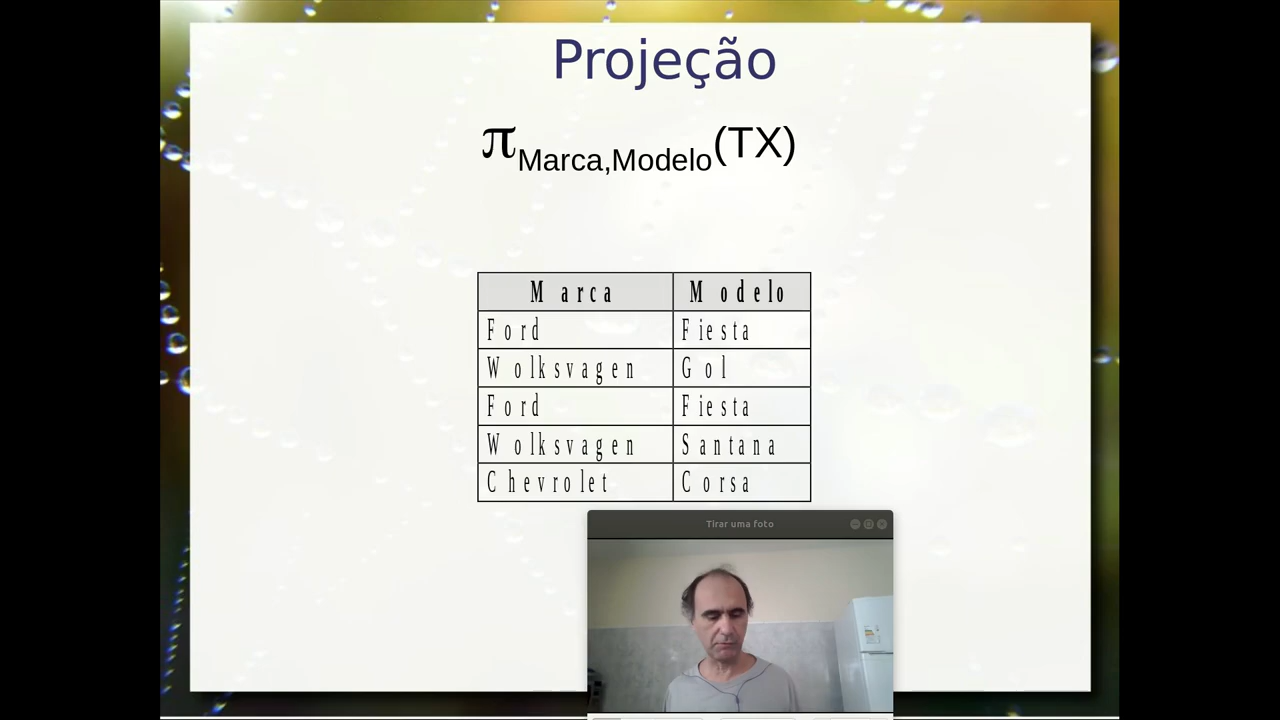 Projeção
πMarca,Modelo(TX)
Marca Modelo
Ford Fiesta
Wolksvagen Gol
Ford Fiesta
Wolksvagen Santana
Chevrolet Corsa
Tirar uma foto